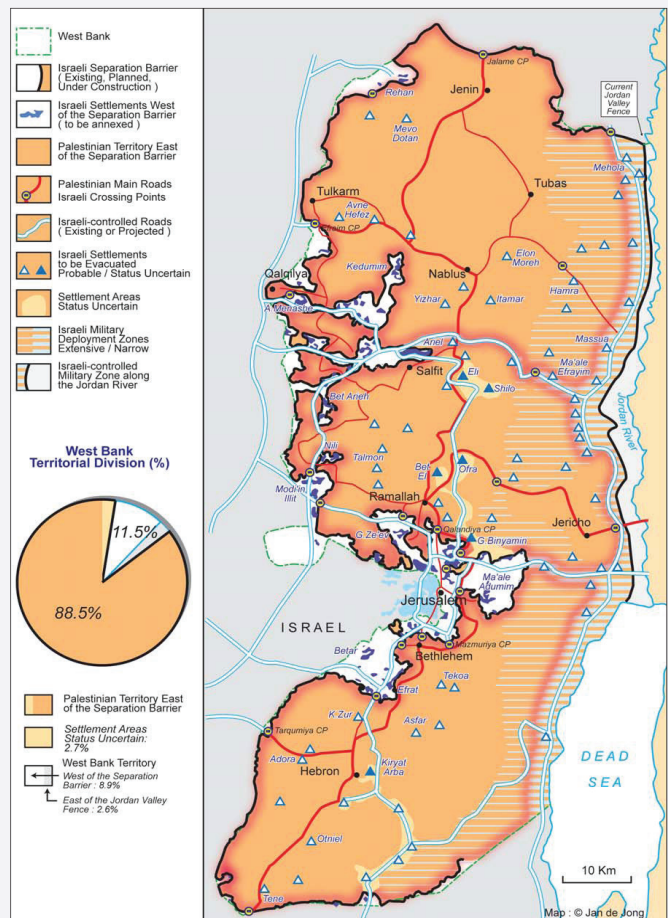 West Bank
Israeli Separation Barrier
( Existing, Planned,
Under Construction )
Israeli Settlements West
of the Separation Barrier
( to be annexed )
Palestinian Territory East
of the Separation Barrier
Palestinian Main Roads
Israeli Crossing Points
Israeli-controlled Roads
(Existing or Projected )
Israeli Settlements
to be Evacuated
Probable / Status Uncertain
Settlement Areas
Status Uncertain
Israeli Military
Deployment Zones
Extensive / Narrow
Israeli-controlled
Military Zone along
the Jordan River
West Bank
Territorial Division (%)
11.5%
88.5%
Palestinian Territory East
of the Separation Barrier
Settlement Areas
Status Uncertain:
2.7%
West Bank Territory
West of the Separation
Barrier : 8.9%
East of the Jordan Valley
Fence : 2.6%
Jalame CP
Jenin
Rehan
Current
Jordan
Valley
Fence
Mevo
Dotan
Mehola
Tubas
Tulkarm
Avne
Hefez
CP
Kedumim
Elon
Moreh
Qalqilya
Nablus
Hamra
Yizhar
Itamar
A.Menashe
Massua
Ariel
Ma'ale
Efrayim
Salfit
Eli
Shilo
Jordan River
Bet Arieh
Nili
Talmon
Bet
El
Ofra
Modi'in
Illit
Ramallah
Qalandiya CP
Jericho
G.Ze'ev
G.Binyamin
Ma'ale
Adumim
Jerusalem
ISRAEL
Mazmuriya CP
Betar
Bethlehem
Tekoa
Efrat
K Zur
Asfar
Tarqumiya CP
Adora
Hebron
Kiryat
Arba
DEAD
SEA
Otniel
10 Km
Tene
Map : © Jan de Jong